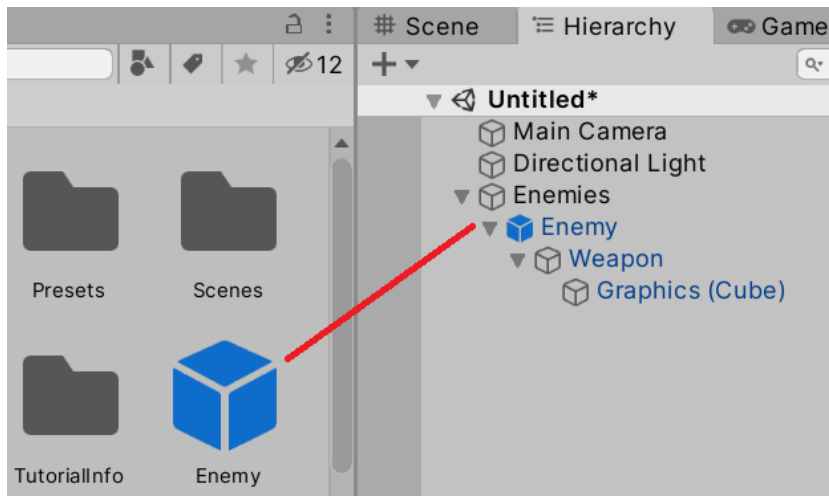 Scene
Hierarchy
Game
12
Untitled*
Main Camera
Directional Light
Enemies
Enemy
Weapon
Graphics (Cube)
Presets
Scenes
TutorialInfo
Enemy